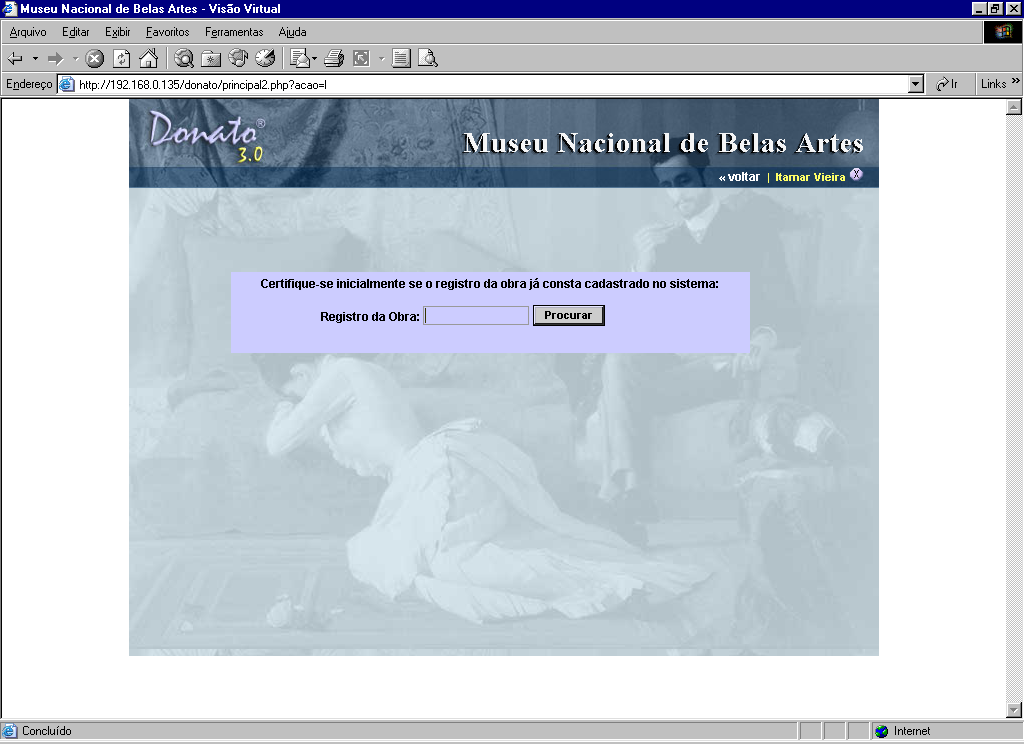 Museu Nacional de Belas Artes - Visão Virtual
Arquivo Editar Exibir Favoritos Ferramentas Ajuda
Endereço http://192.168.0.135/donato/principal2.php?acao=I Ir Links »
Donato®
3.0
Museu Nacional de Belas Artes
« voltar | Itamar Vieira X
Certifique-se inicialmente se o registro da obra já consta cadastrado no sistema:
Registro da Obra: Procurar
Concluído Internet